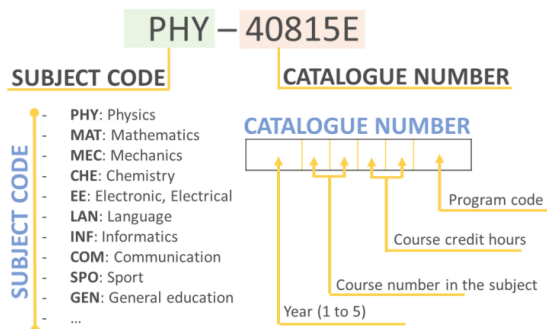 PHY – 40815E
SUBJECT CODE
CATALOGUE NUMBER
SUBJECT CODE
- PHY: Physics
- MAT: Mathematics
- MEC: Mechanics
- CHE: Chemistry
- EE: Electronic, Electrical
- LAN: Language
- INF: Informatics
- COM: Communication
- SPO: Sport
- GEN: General education
- ...
CATALOGUE NUMBER
Program code
Course credit hours
Course number in the subject
Year (1 to 5)